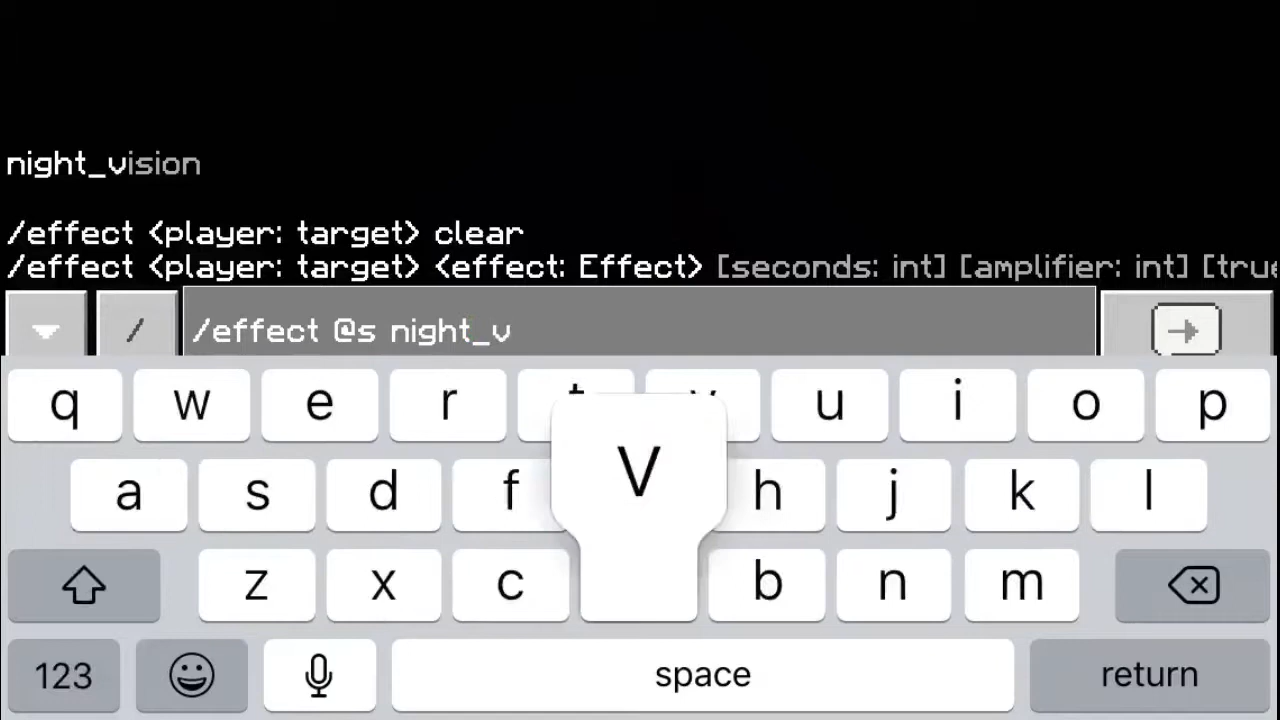 night_vision
/effect <player: target> clear
/effect <player: target> <effect: Effect> [seconds: int] [amplifier: int] [true
/ /effect @s night_v
q w e r u i o p
a s d f V h j k l
z x c b n m
123 space return